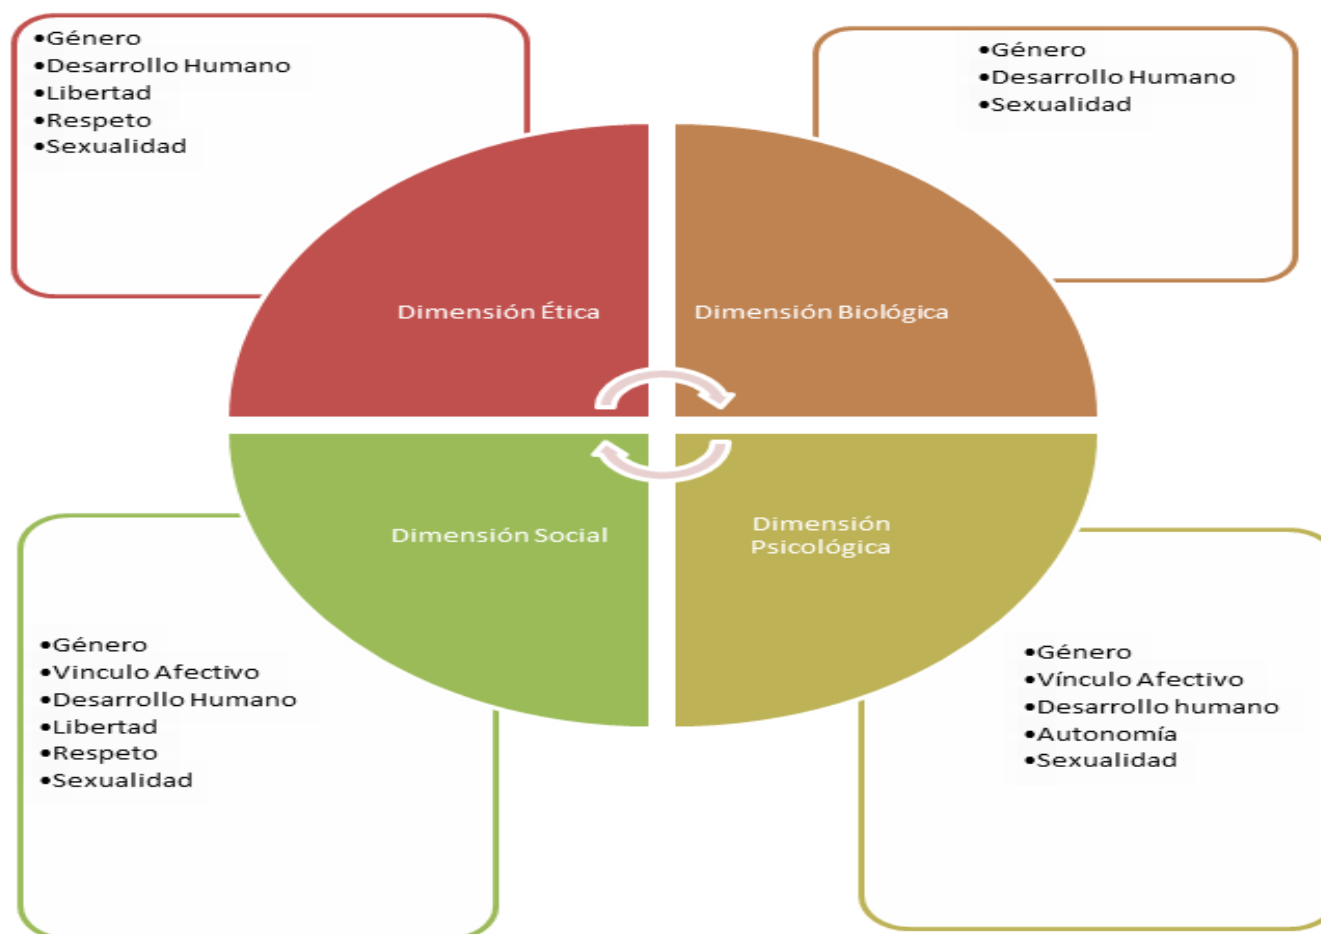 •Género
•Desarrollo Humano
•Libertad
•Respeto
•Sexualidad
•Género
•Desarrollo Humano
•Sexualidad
Dimensión Ética
Dimensión Biológica
Dimensión Social
Dimensión
Psicológica
•Género
•Vinculo Afectivo
•Desarrollo Humano
•Libertad
•Respeto
•Sexualidad
•Género
•Vínculo Afectivo
•Desarrollo humano
•Autonomía
•Sexualidad